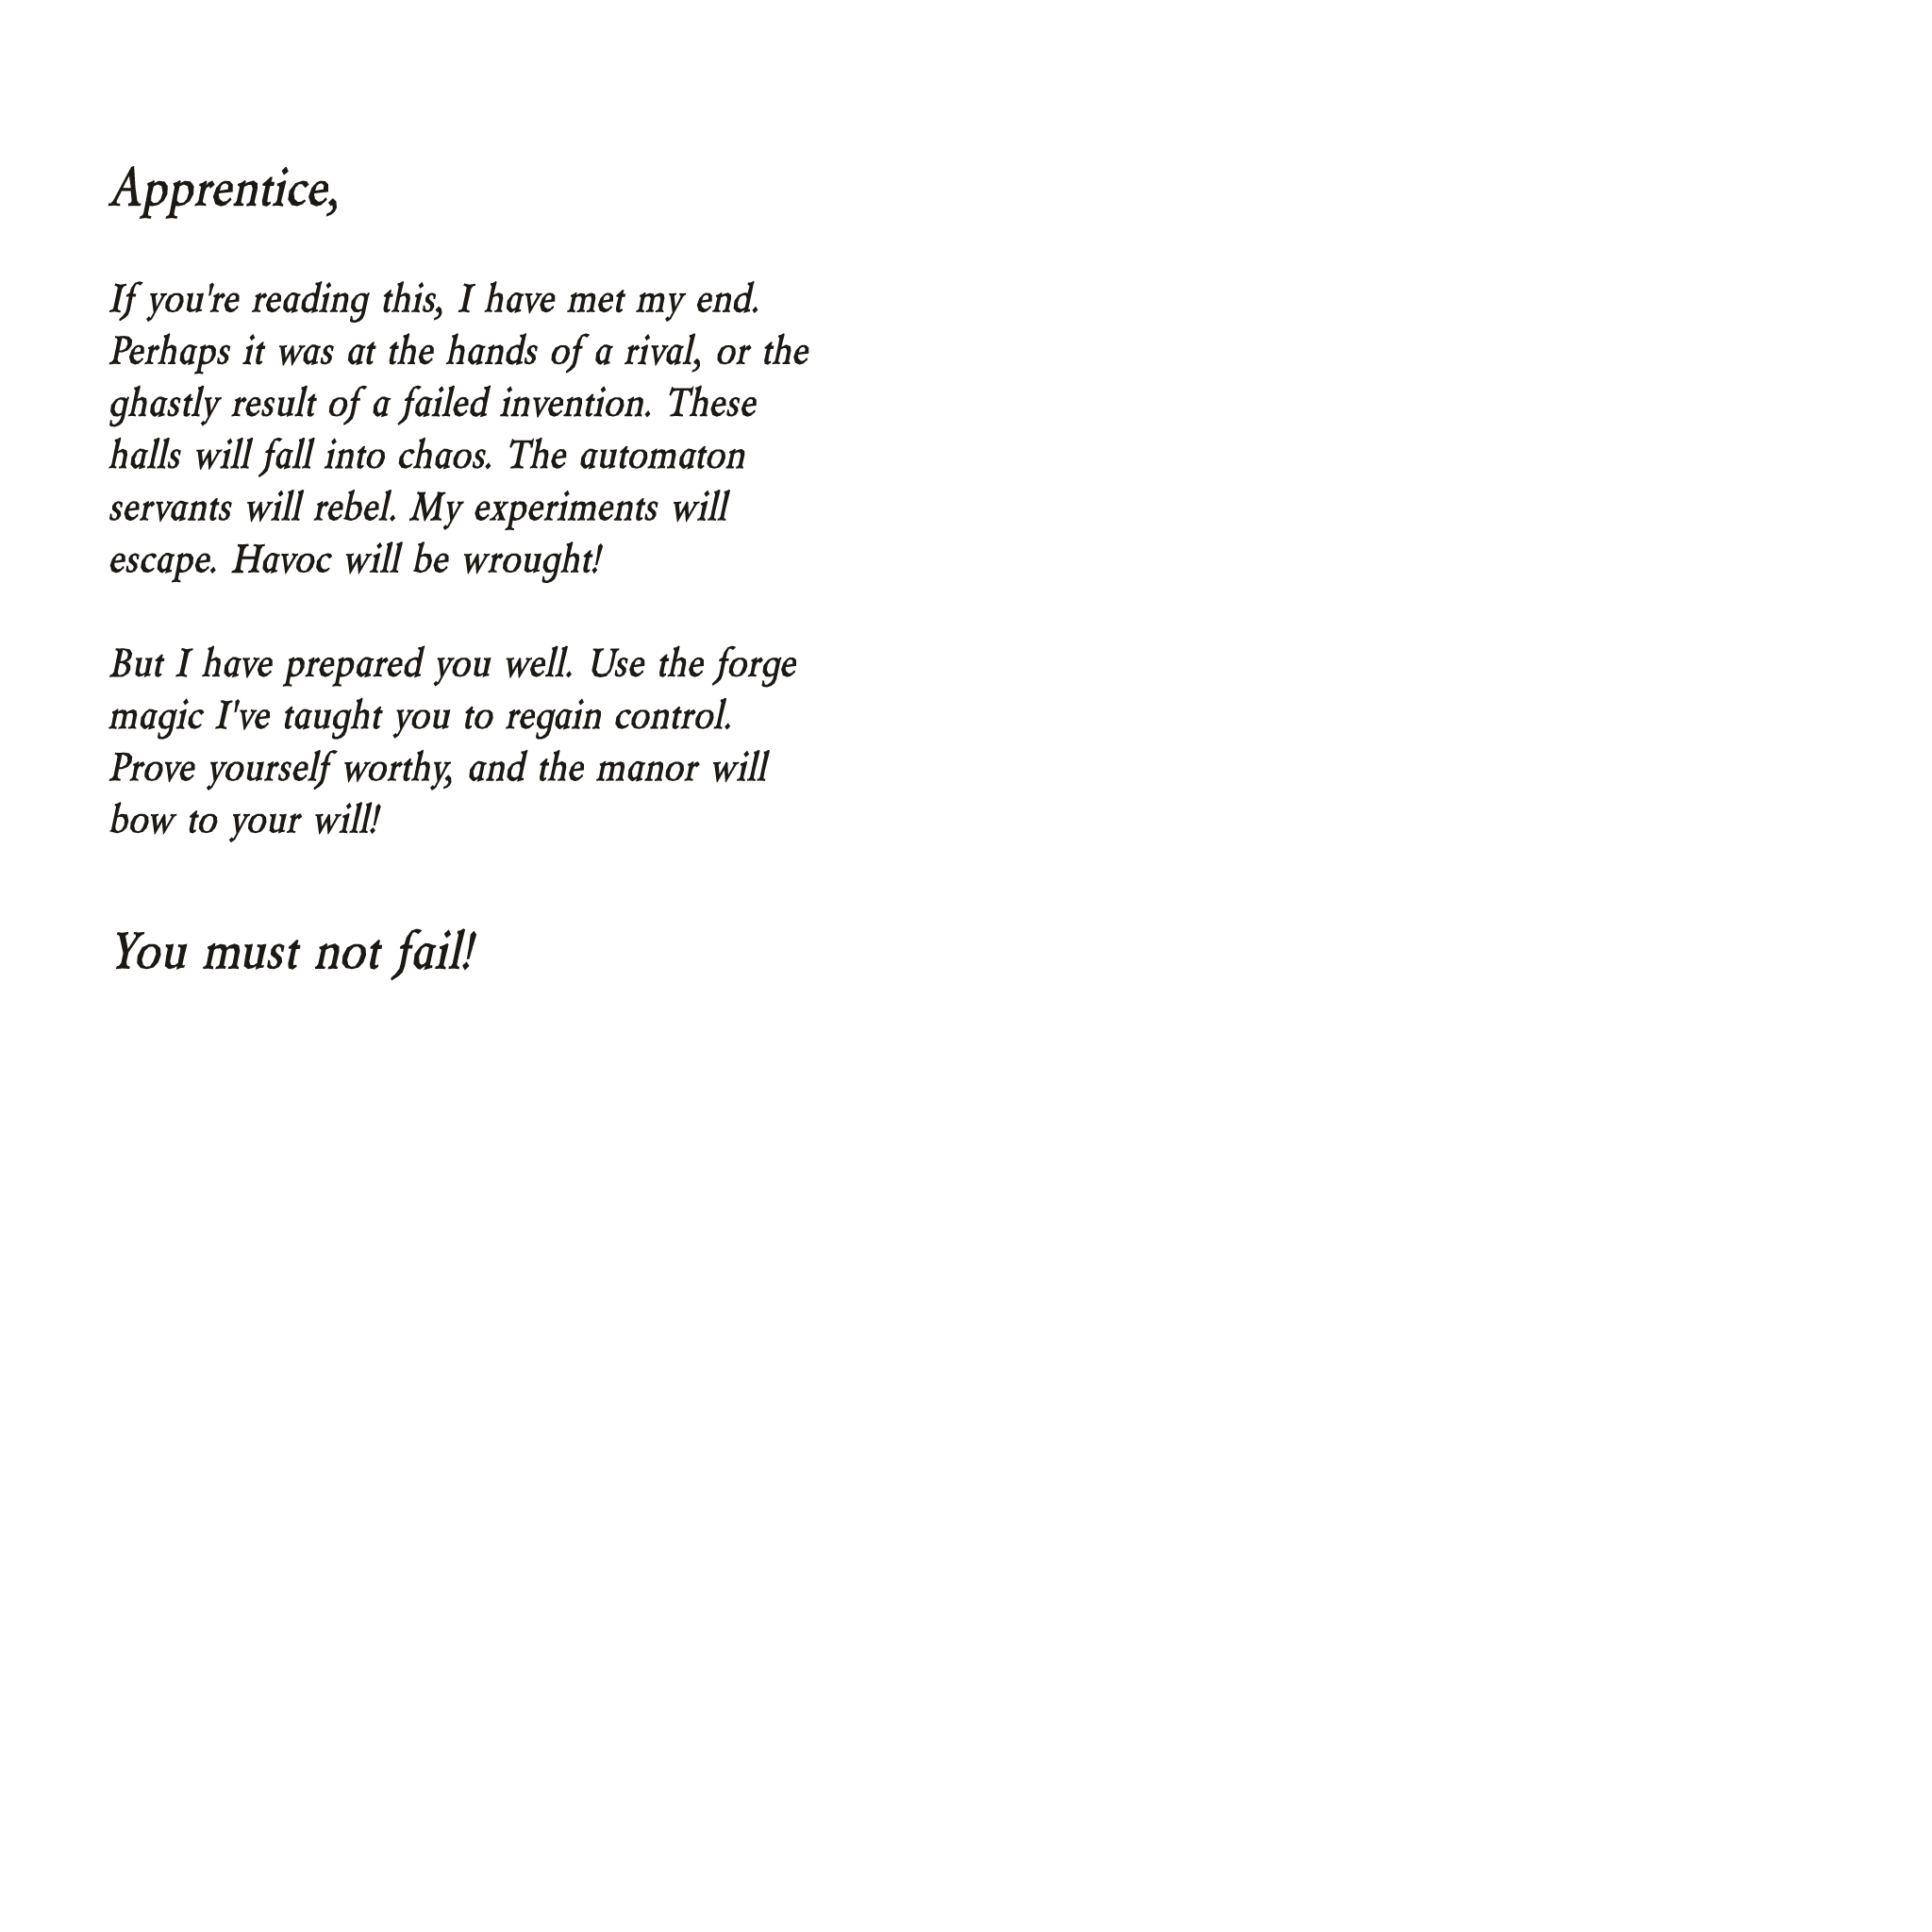 Apprentice,
If you're reading this, I have met my end.
Perhaps it was at the hands of a rival, or the
ghastly result of a failed invention. These
halls will fall into chaos. The automaton
servants will rebel. My experiments will
escape. Havoc will be wrought!
But I have prepared you well. Use the forge
magic I've taught you to regain control.
Prove yourself worthy, and the manor will
bow to your will!
You must not fail!